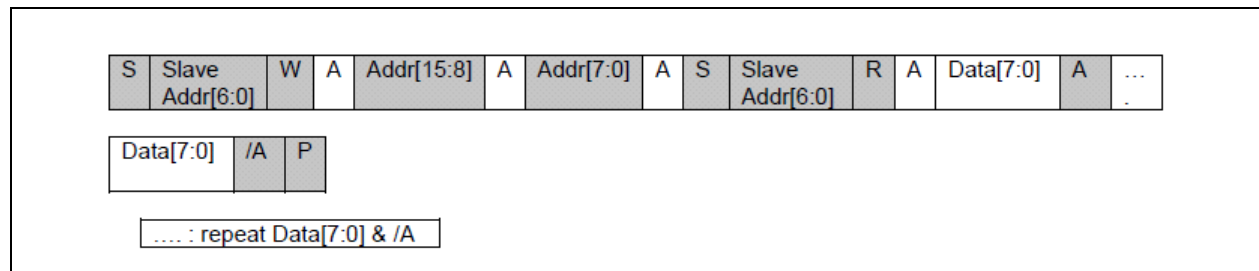 S Slave W A Addr[15:8] A Addr[7:0] A S Slave R A Data[7:0] A ...
Addr[6:0] Addr[6:0] .
Data[7:0] /A P
.... : repeat Data[7:0] & /A